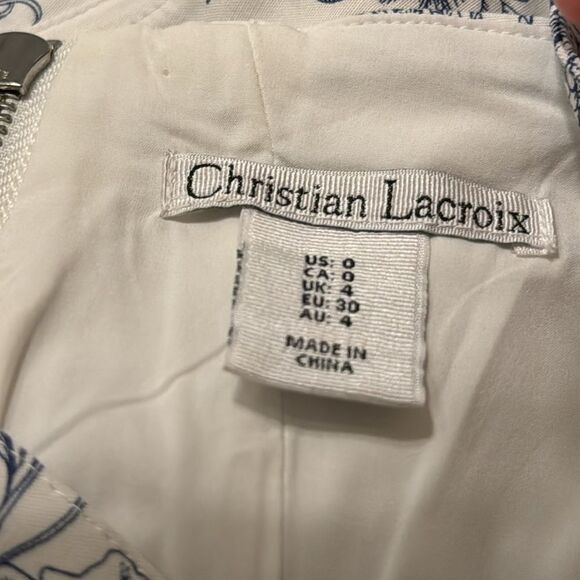 Christian Lacroix
US: 0
CA: 0
UK: 4
EU: 30
AU: 4
MADE IN
CHINA